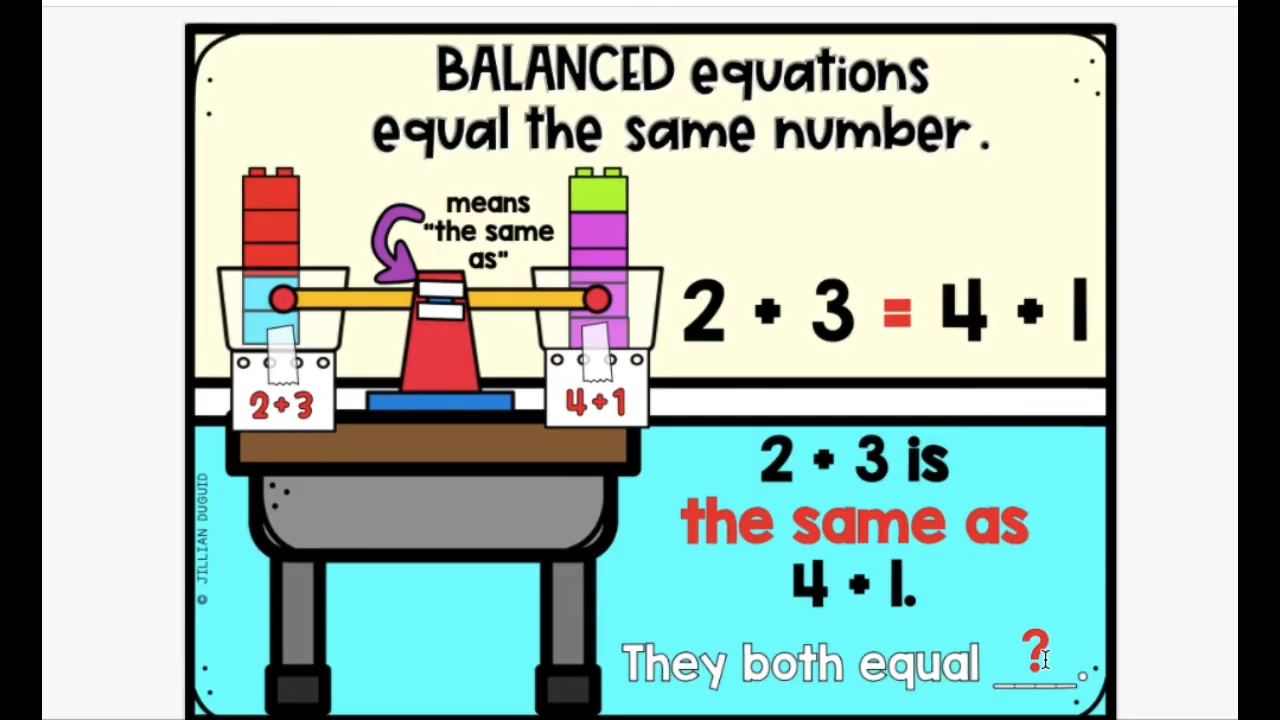 BALANCED equations
equal the same number.
means
"the same
as"
2 + 3 = 4 + 1
2+3
4+1
2 + 3 is
the same as
4 + 1.
They both equal ____.
?
© JILLIAN DUGUID